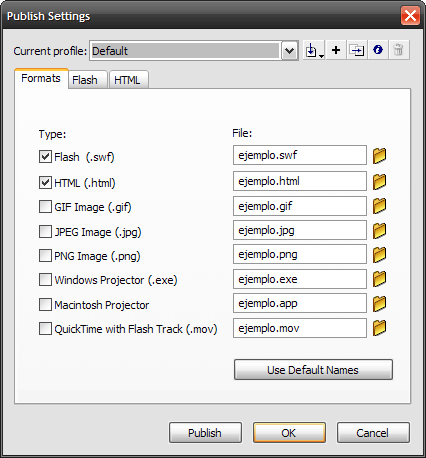 Publish Settings
Current profile: Default
Formats Flash HTML
Type: File:
Flash (.swf) ejemplo.swf
HTML (.html) ejemplo.html
GIF Image (.gif) ejemplo.gif
JPEG Image (.jpg) ejemplo.jpg
PNG Image (.png) ejemplo.png
Windows Projector (.exe) ejemplo.exe
Macintosh Projector ejemplo.app
QuickTime with Flash Track (.mov) ejemplo.mov
Use Default Names
Publish OK Cancel